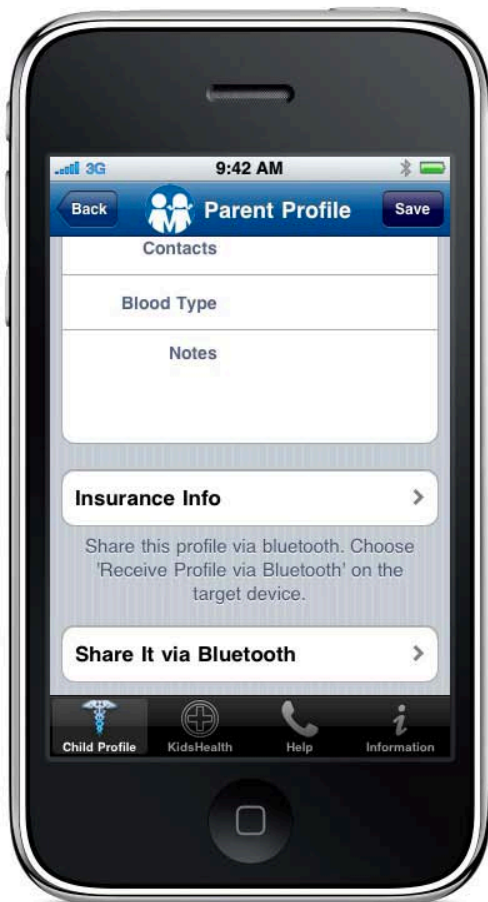 3G 9:42 AM
Back Parent Profile Save
Contacts
Blood Type
Notes
Insurance Info
Share this profile via bluetooth. Choose
'Receive Profile via Bluetooth' on the
target device.
Share It via Bluetooth
Child Profile KidsHealth Help Information